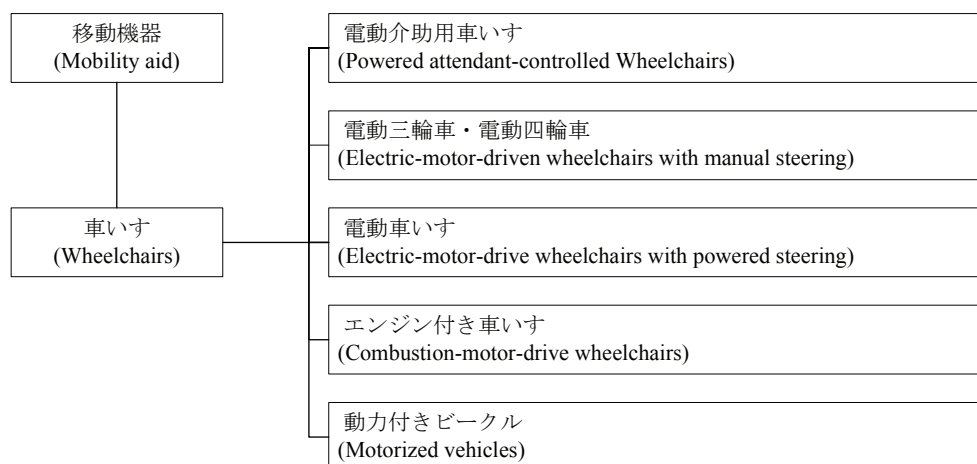 移動機器
(Mobility aid)
車いす
(Wheelchairs)
電動介助用車いす
(Powered attendant-controlled Wheelchairs)
電動三輪車・電動四輪車
(Electric-motor-driven wheelchairs with manual steering)
電動車いす
(Electric-motor-drive wheelchairs with powered steering)
エンジン付き車いす
(Combustion-motor-drive wheelchairs)
動力付きビークル
(Motorized vehicles)